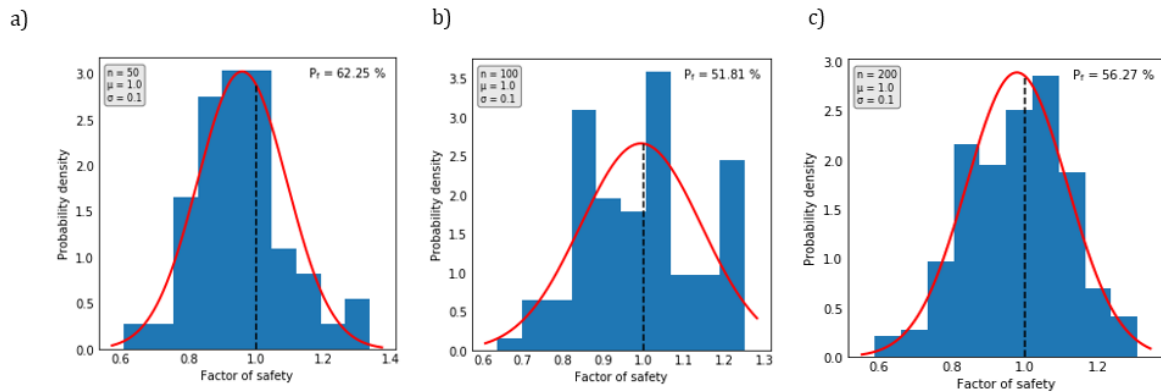 a)
n = 50
μ = 1.0
σ = 0.1
Pf = 62.25 %
Probability density
3.0
2.5
2.0
1.5
1.0
0.5
0.0
0.6 0.8 1.0 1.2 1.4
Factor of safety
b)
n = 100
μ = 1.0
σ = 0.1
Pf = 51.81 %
Probability density
3.5
3.0
2.5
2.0
1.5
1.0
0.5
0.0
0.6 0.7 0.8 0.9 1.0 1.1 1.2 1.3
Factor of safety
c)
n = 200
μ = 1.0
σ = 0.1
Pf = 56.27 %
Probability density
3.0
2.5
2.0
1.5
1.0
0.5
0.0
0.6 0.8 1.0 1.2
Factor of safety